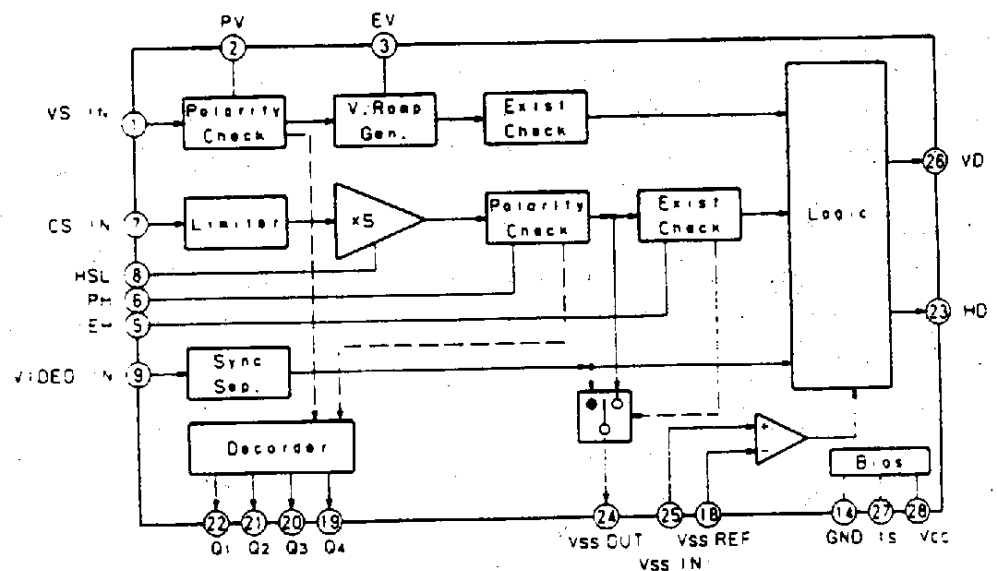 PV
EV
2
3
VS IN
1
Polarity
Check
V.Ramp
Gen.
Exist
Check
Logic
26
VD
CS IN
7
Limiter
x5
Polarity
Check
Exist
Check
HSL
8
PH
6
EH
5
23
HD
VIDEO IN
9
Sync
Sep.
Decorder
+
-
Bias
22
21
20
19
24
25
18
14
27
28
Q1
Q2
Q3
Q4
VSS OUT
VSS REF
VSS IN
GND
IS
VCC